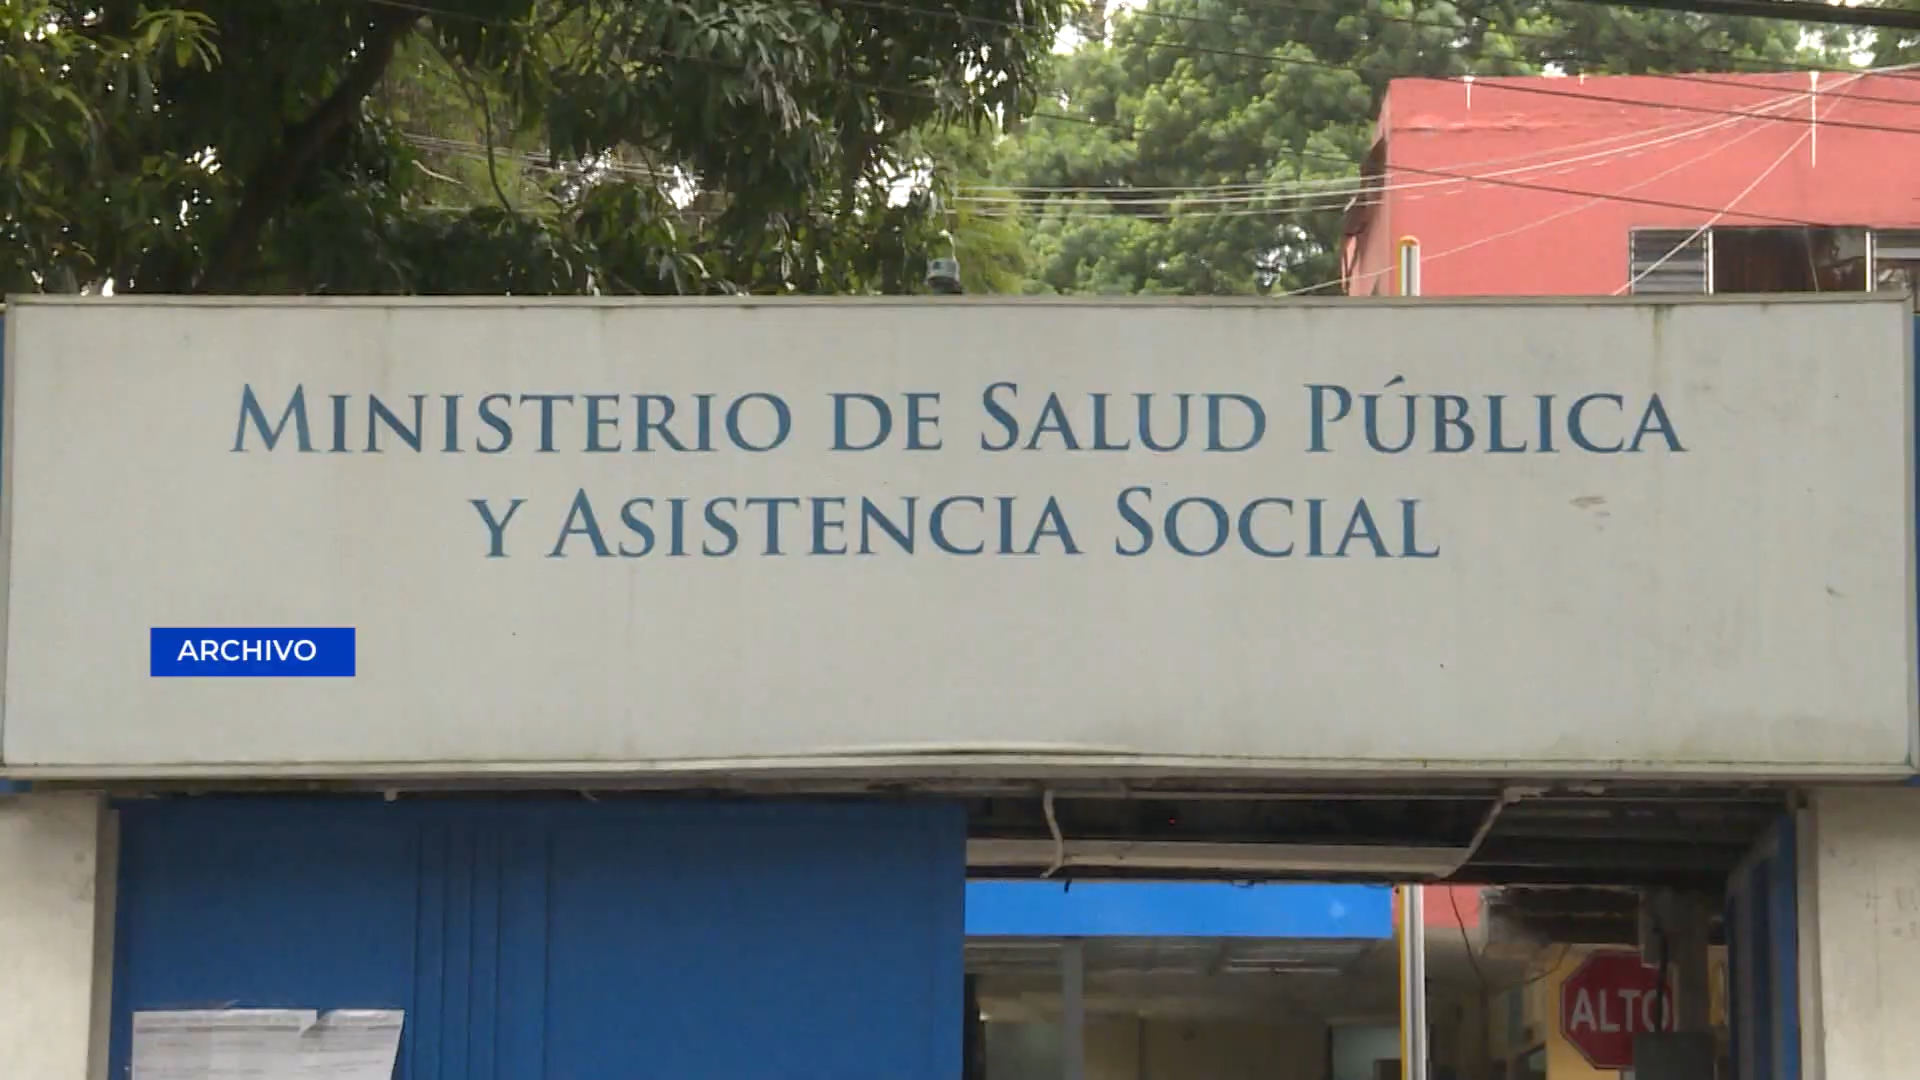 MINISTERIO DE SALUD PÚBLICA
Y ASISTENCIA SOCIAL
ARCHIVO
ALTO